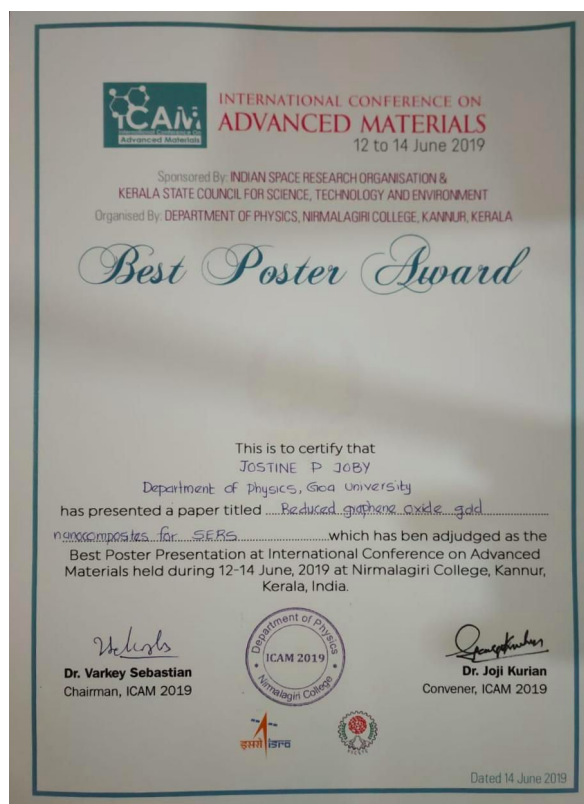 iCAM
International Conference On
Advanced Materials
INTERNATIONAL CONFERENCE ON
ADVANCED MATERIALS
12 to 14 June 2019
Sponsored By: INDIAN SPACE RESEARCH ORGANISATION &
KERALA STATE COUNCIL FOR SCIENCE, TECHNOLOGY AND ENVIRONMENT
Organised By: DEPARTMENT OF PHYSICS, NIRMALAGIRI COLLEGE, KANNUR, KERALA
Best Poster Award
This is to certify that
JOSTINE P JOBY
Department of Physics, Goa University
has presented a paper titled Reduced graphene oxide gold
nanocomposites for SERS which has ben adjudged as the
Best Poster Presentation at International Conference on Advanced
Materials held during 12-14 June, 2019 at Nirmalagiri College, Kannur,
Kerala, India.
Department of Physics
ICAM 2019
Nirmalagiri College
Dr. Varkey Sebastian
Chairman, ICAM 2019
Dr. Joji Kurian
Convener, ICAM 2019
इसरो isro
Dated 14 June 2019